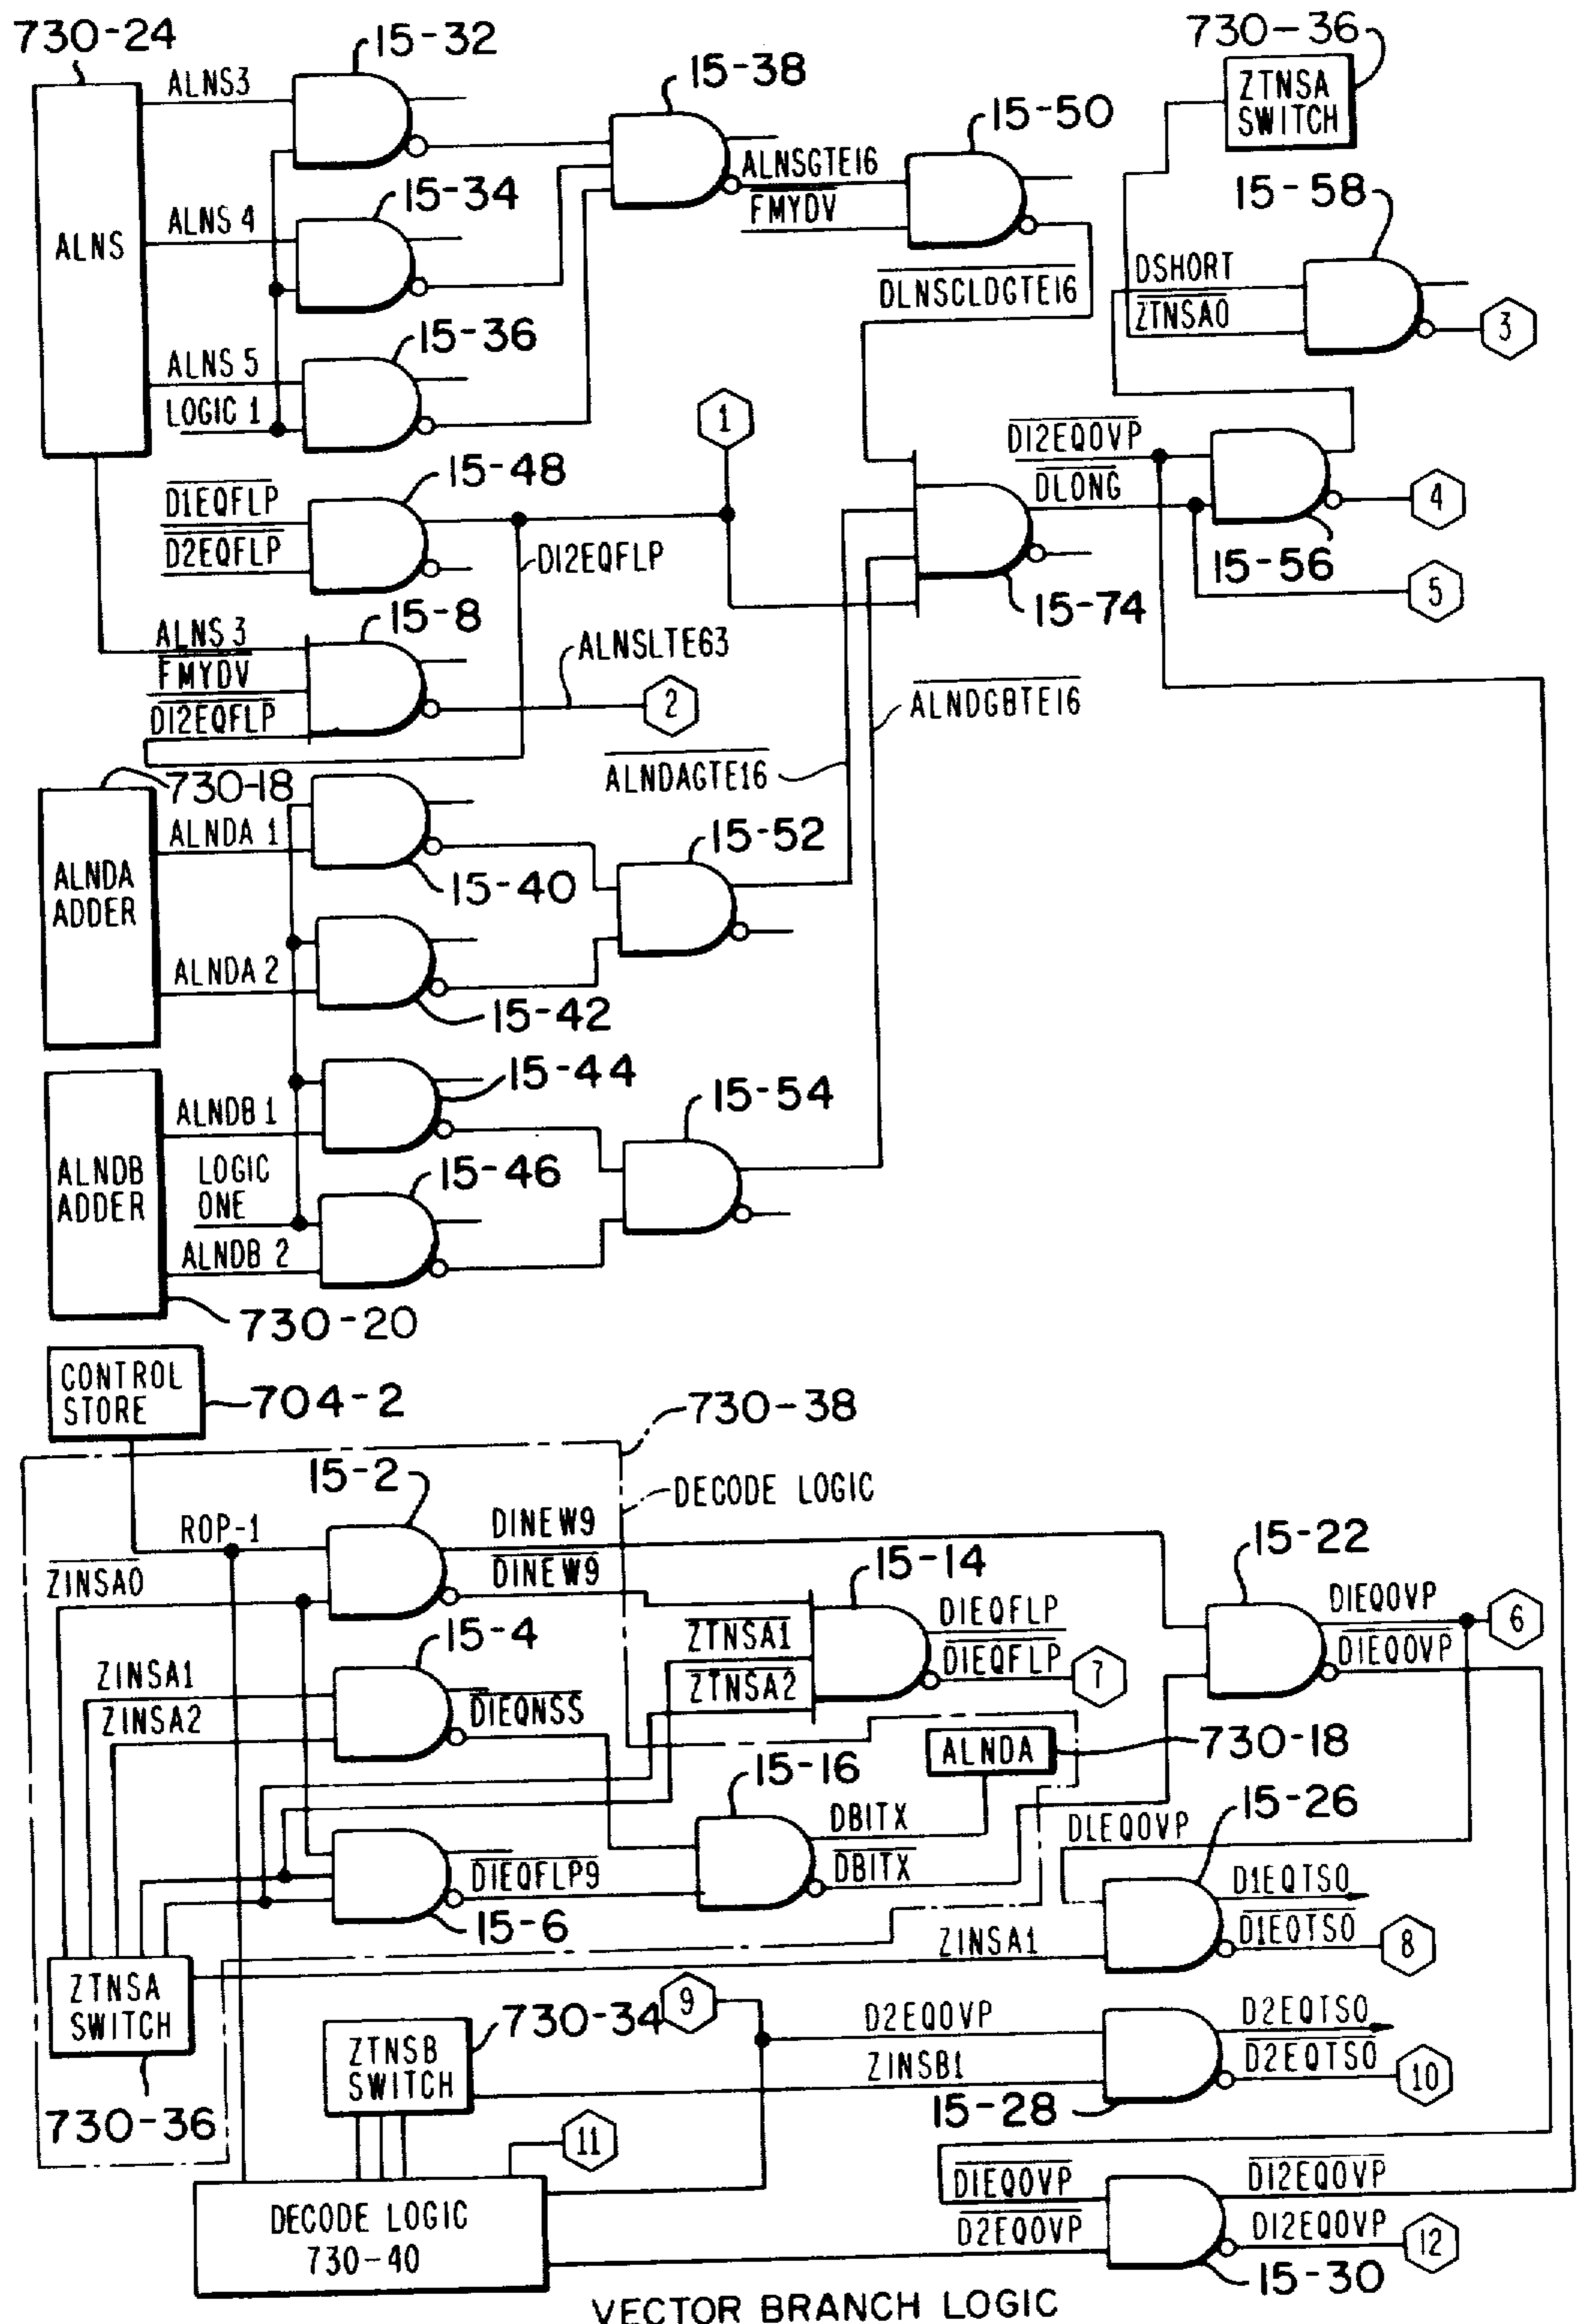 730-24
15-32
730-36
ALNS3
15-38
ZTNSA
SWITCH
15-50
ALNSGTE16
FMYDV
15-34
15-58
ALNS
ALNS 4
DLNSCLDGTE16
DSHORT
ZTNSA0
3
15-36
ALNS 5
LOGIC 1
1
D12EQOVP
DLONG
15-48
D1EQFLP
D2EQFLP
D12EQFLP
4
15-56
5
15-74
15-8
ALNS 3
FMYDV
D12EQFLP
ALNSLTE63
2
ALNDGBTE16
ALNDAGTE16
730-18
ALNDA
ADDER
ALNDA 1
15-40
15-52
ALNDA 2
15-42
15-44
15-54
ALNDB
ADDER
ALNDB 1
LOGIC
ONE
15-46
ALNDB 2
730-20
CONTROL
STORE
704-2
730-38
DECODE LOGIC
15-2
ROP-1
DINEW9
DINEW9
ZINSA0
15-14
15-22
D1EQFLP
D1EQFLP
7
D1EQOVP
6
D1EQOVP
15-4
ZTNSA1
ZTNSA2
ZINSA1
ZINSA2
D1EQNSS
ALNDA
730-18
15-16
DBITX
DBITX
15-26
D1EQOVP
D1EQFLP9
15-6
D1EQTSO
D1EQTSO
8
ZINSA1
ZTNSA
SWITCH
730-36
ZTNSB
SWITCH
730-34
9
D2EQOVP
ZINSB1
D2EQTSO
D2EQTSO
10
15-28
11
DECODE LOGIC
730-40
D1EQOVP
D2EQOVP
D12EQOVP
D12EQOVP
12
15-30
VECTOR BRANCH LOGIC